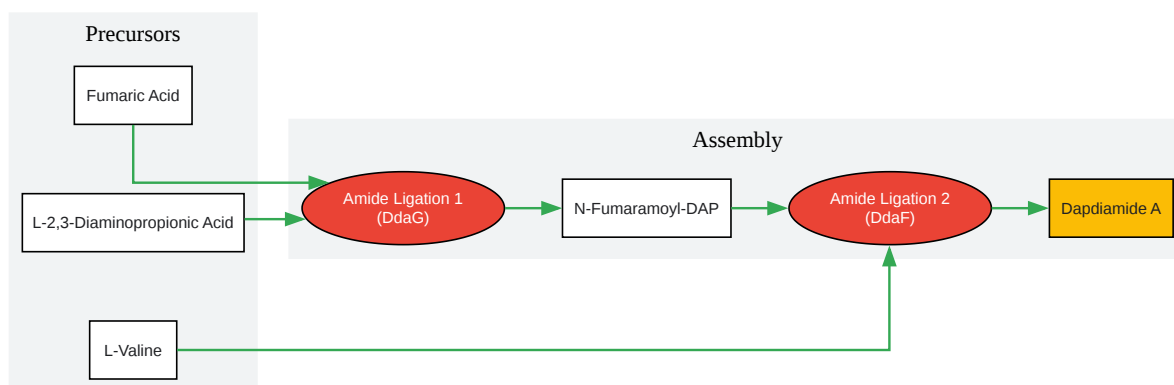 Precursors
Fumaric Acid
L-2,3-Diaminopropionic Acid
L-Valine
Assembly
Amide Ligation 1
(DdaG)
N-Fumaramoyl-DAP
Amide Ligation 2
(DdaF)
Dapdiamide A